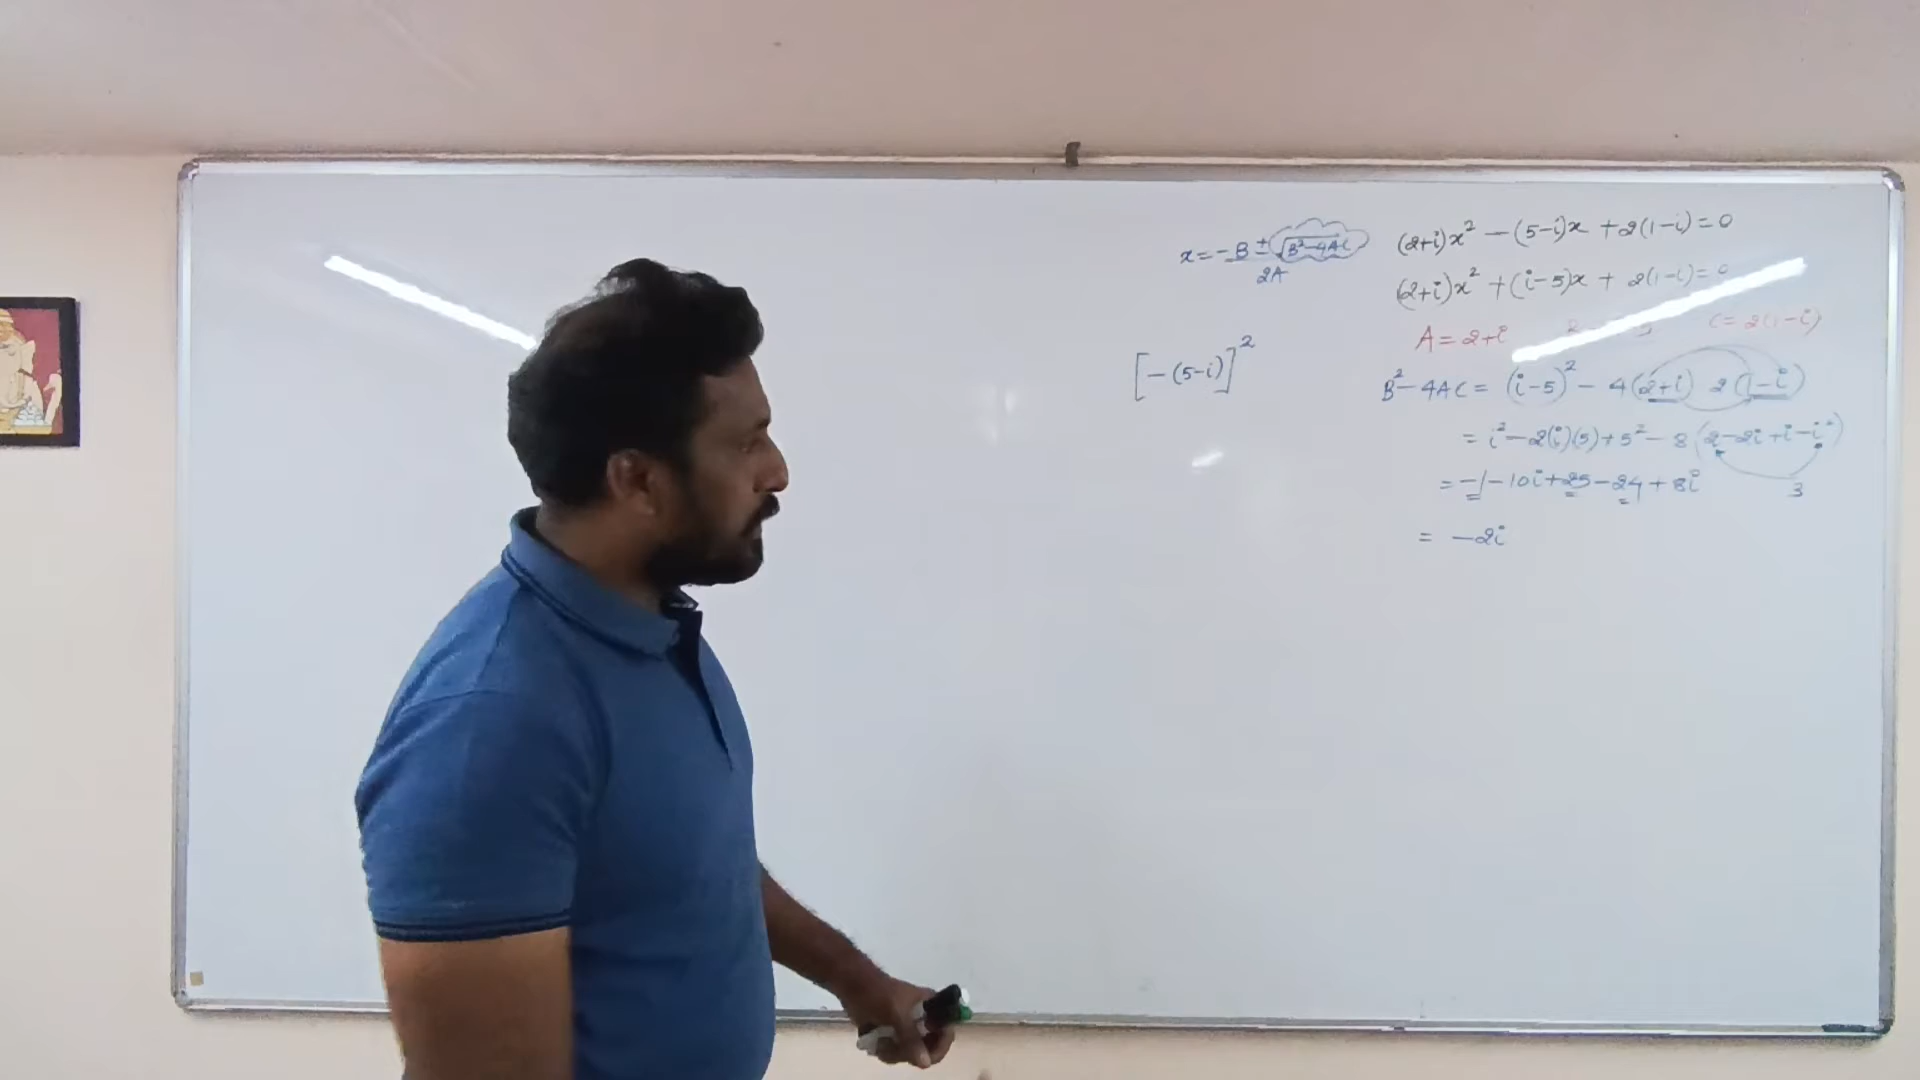 x = -B ± √B²-4AC
2A
[-(5-i)]²
(2+i)x² - (5-i)x + 2(1-i) = 0
(2+i)x² + (i-5)x + 2(1-i) = 0
A = 2+i C = 2(1-i)
B² - 4AC = (i-5)² - 4(2+i) 2(1-i)
= i² - 2(i)(5) + 5² - 8(2-2i+i-i²)
= -1 - 10i + 25 - 24 + 8i 3
= -2i